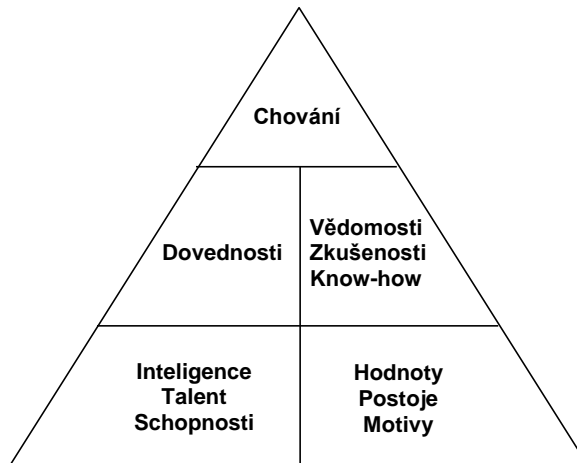 Chování
Dovednosti
Vědomosti
Zkušenosti
Know-how
Inteligence
Talent
Schopnosti
Hodnoty
Postoje
Motivy